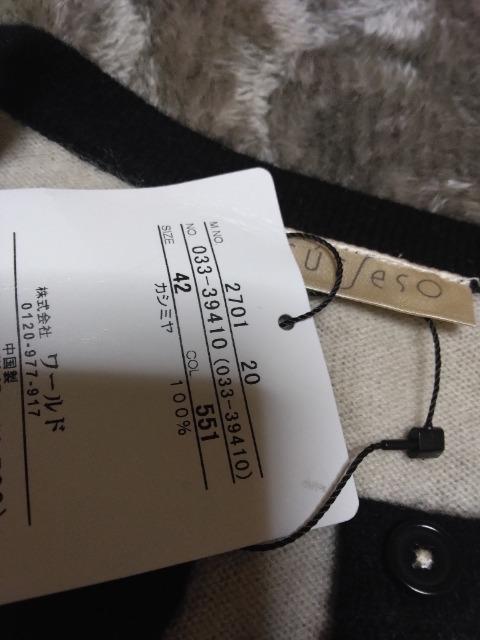 M NO. 2701 20
NO. 033-39410 (033-39410)
SIZE 42 COL 551
カシミヤ 100%
株式会社 ワールド
0120-977-917
中国製